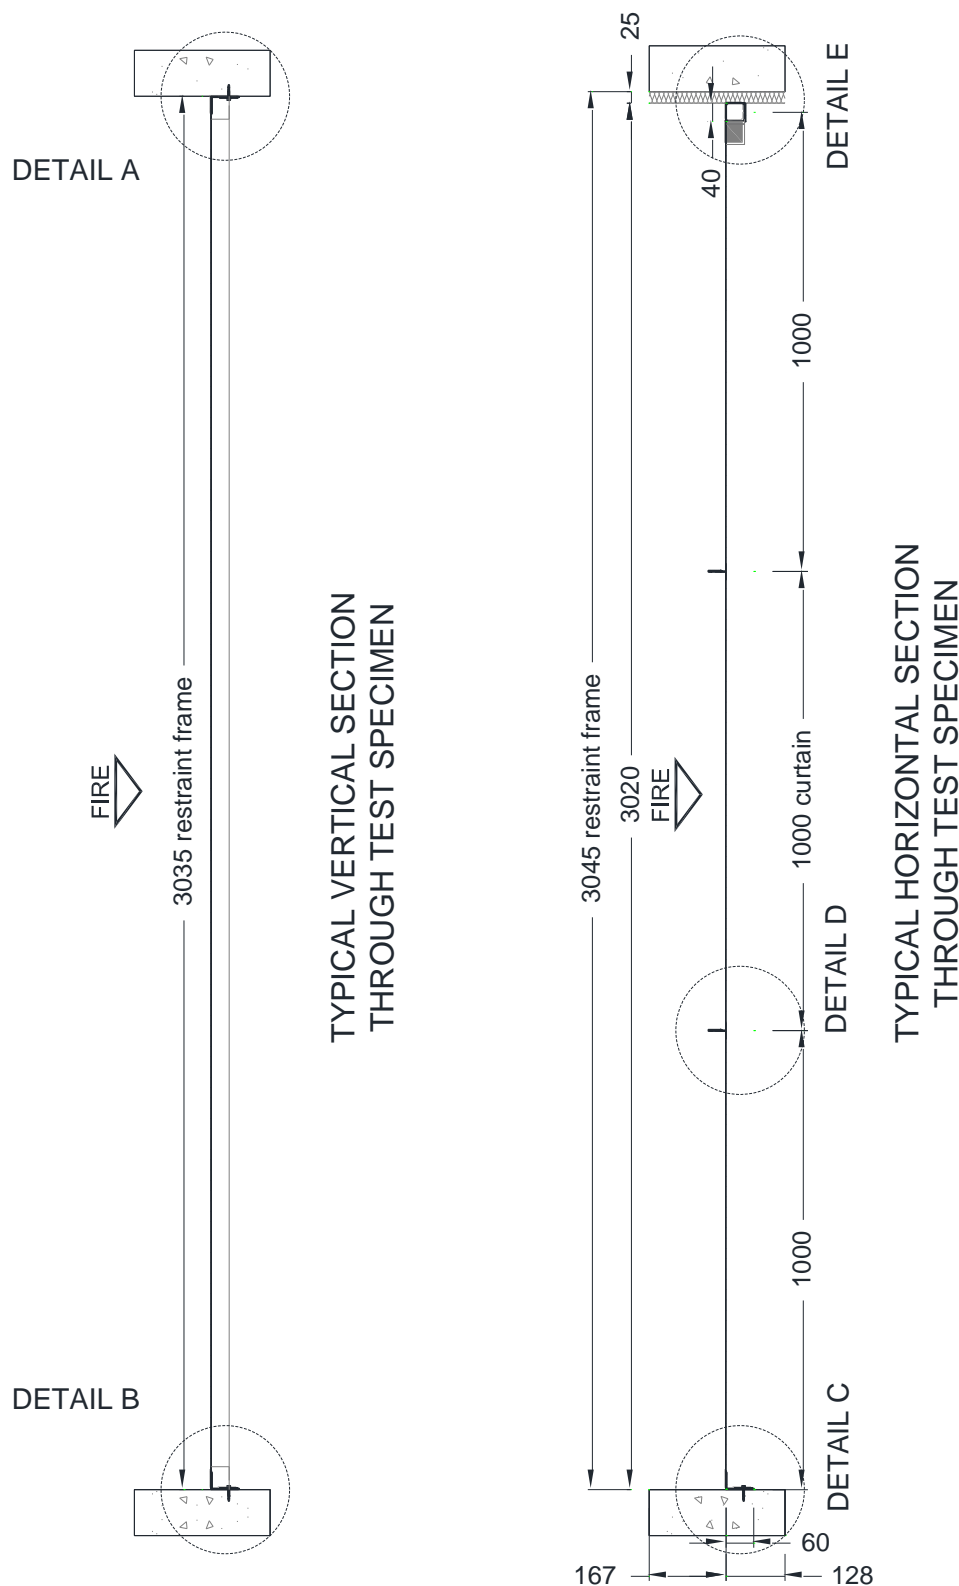 DETAIL A
FIRE
3035 restraint frame
TYPICAL VERTICAL SECTION
THROUGH TEST SPECIMEN
DETAIL B
25
DETAIL E
40
1000
3045 restraint frame
3020
FIRE
1000 curtain
DETAIL D
TYPICAL HORIZONTAL SECTION
THROUGH TEST SPECIMEN
1000
DETAIL C
60
167
128